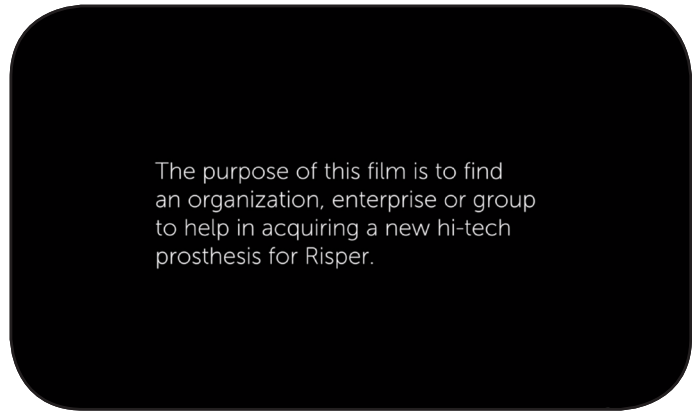 The purpose of this film is to find
an organization, enterprise or group
to help in acquiring a new hi-tech
prosthesis for Risper.